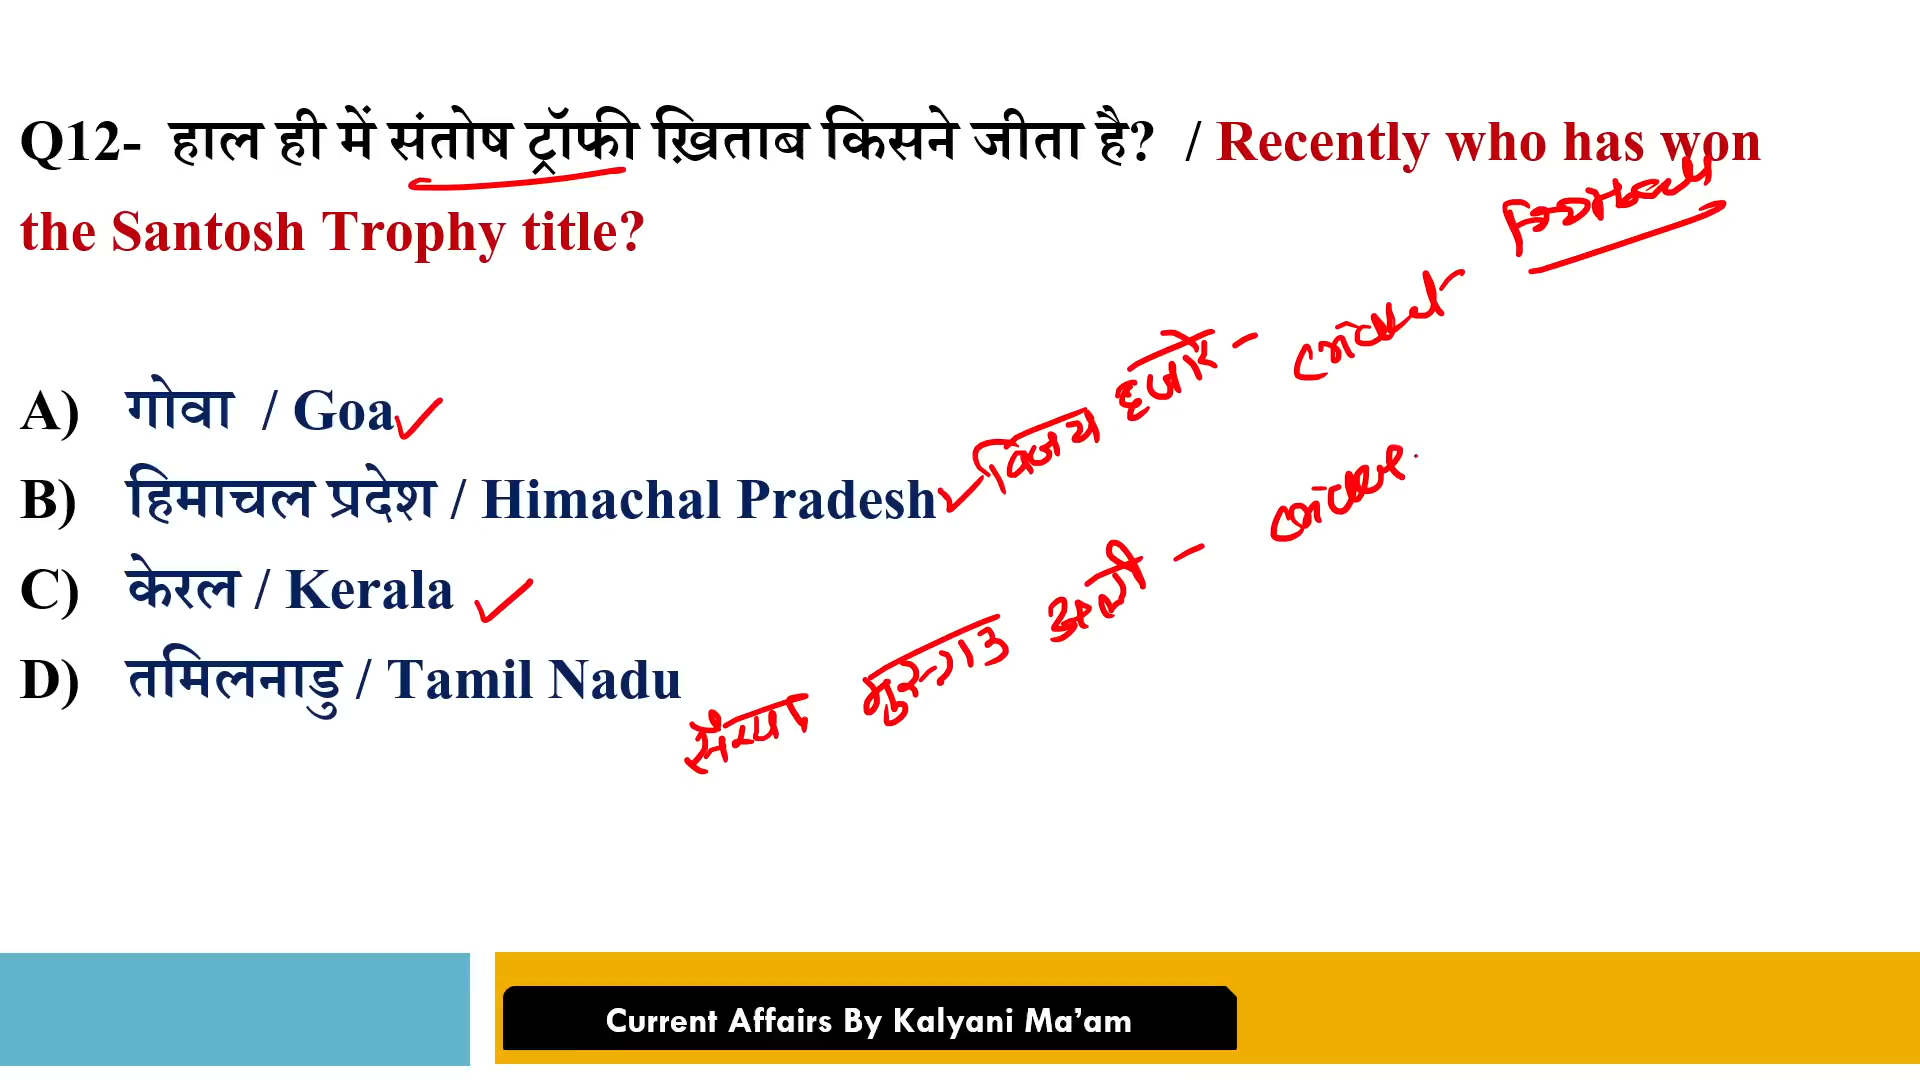 Q12- हाल ही में संतोष ट्रॉफी ख़िताब किसने जीता है? / Recently who has won
the Santosh Trophy title?
Football
A) गोवा / Goa
विजय हजारे - cricket
B) हिमाचल प्रदेश / Himachal Pradesh
C) केरल / Kerala
D) तमिलनाडु / Tamil Nadu
अली - cricket
Current Affairs By Kalyani Ma’am